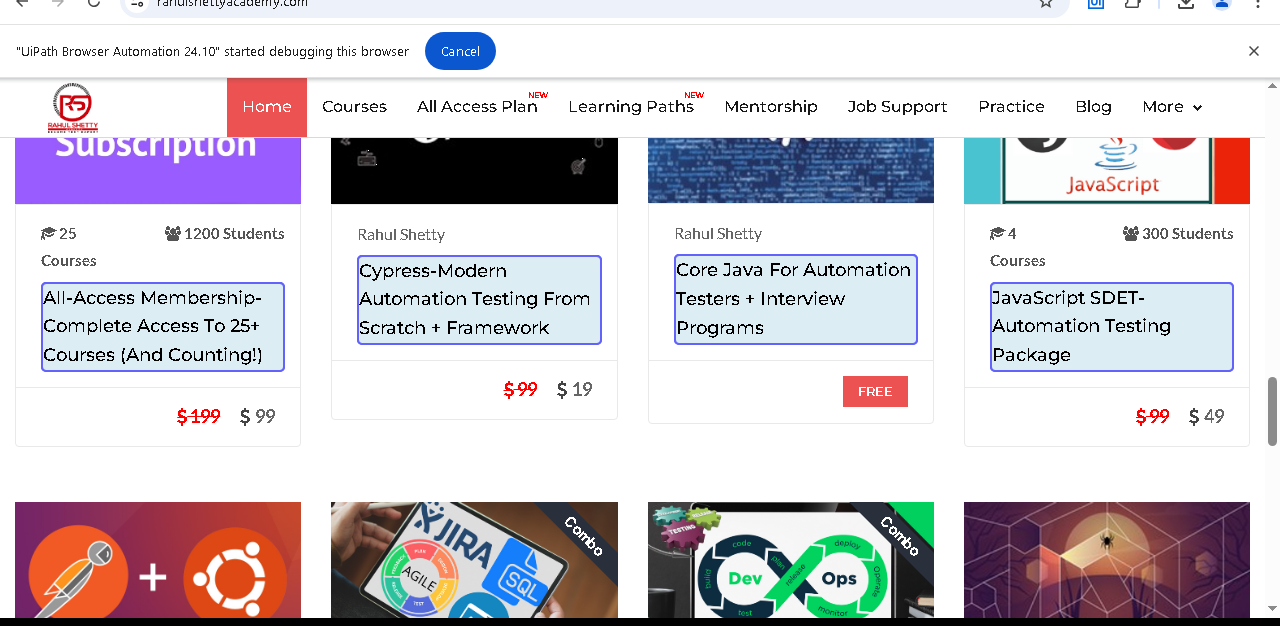 rahulshettyacademy.com
"UiPath Browser Automation 24.10" started debugging this browser
Cancel
RS
RAHUL SHETTY
Home
Courses
All Access Plan NEW
Learning Paths NEW
Mentorship
Job Support
Practice
Blog
More
Subscription
JavaScript
25 Courses
1200 Students
All-Access Membership-
Complete Access To 25+
Courses (And Counting!)
$ 199 $ 99
Rahul Shetty
Cypress-Modern
Automation Testing From
Scratch + Framework
$ 99 $ 19
Rahul Shetty
Core Java For Automation
Testers + Interview
Programs
FREE
4 Courses
300 Students
JavaScript SDET-
Automation Testing
Package
$ 99 $ 49
JIRA
AGILE
SQL
PLAN
TEST
Combo
TESTING
Dev
Ops
code
plan
build
test
release
deploy
Operate
monitor
Combo